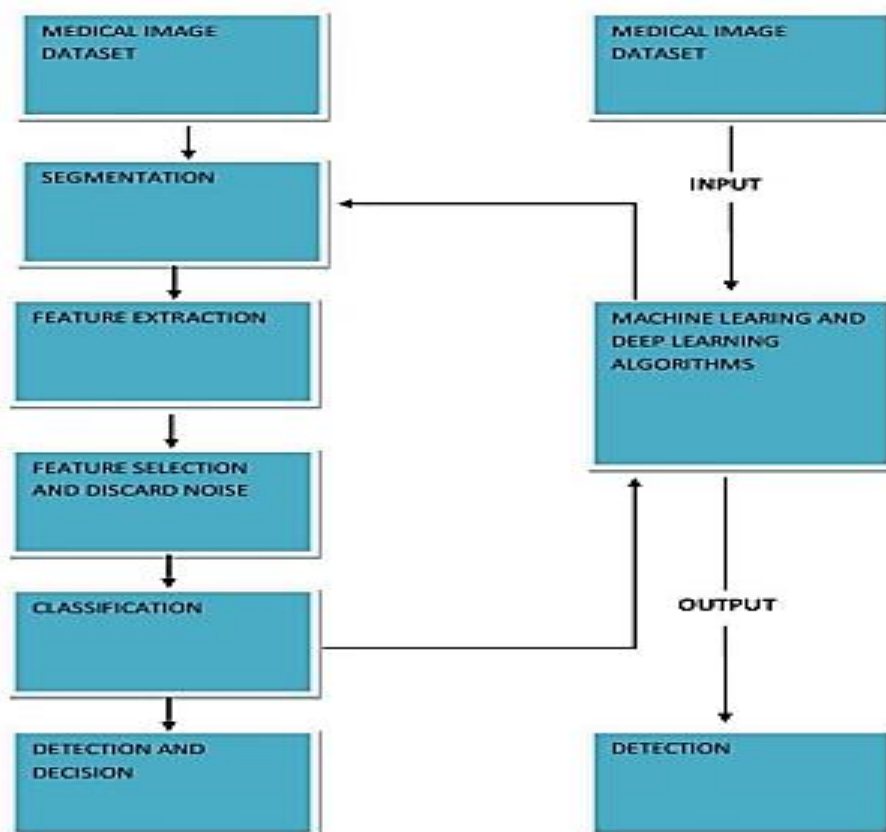 MEDICAL IMAGE
DATASET
SEGMENTATION
FEATURE EXTRACTION
FEATURE SELECTION
AND DISCARD NOISE
CLASSIFICATION
DETECTION AND
DECISION
MEDICAL IMAGE
DATASET
INPUT
MACHINE LEARING AND
DEEP LEARNING
ALGORITHMS
OUTPUT
DETECTION